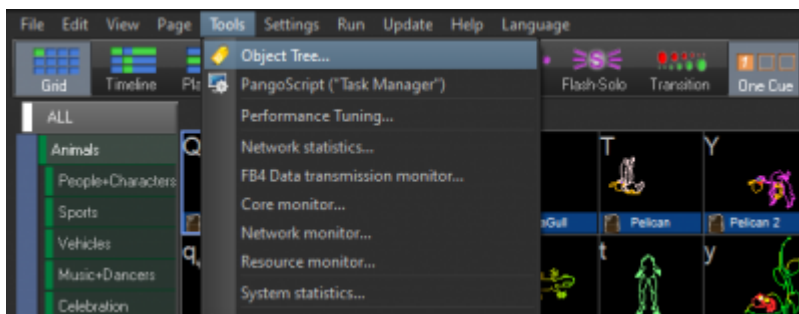 File Edit View Page Tools Settings Run Update Help Language
Grid Timeline Flash-Solo Transition One Cue
Object Tree...
PangoScript ("Task Manager")
Performance Tuning...
Network statistics...
FB4 Data transmission monitor...
Core monitor...
Network monitor...
Resource monitor...
System statistics...
ALL
Animals
People+Characters
Sports
Vehicles
Music+Dancers
Celebration
Q T Y
Pelican Pelican 2
q t y